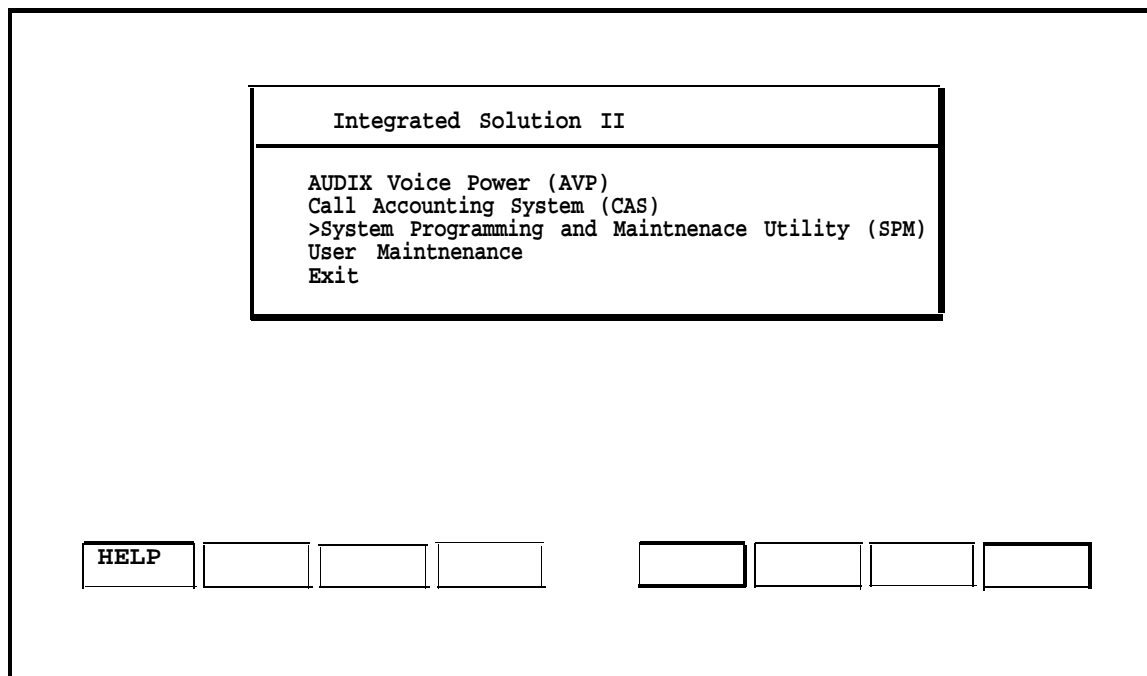 Integrated Solution II
AUDIX Voice Power (AVP)
Call Accounting System (CAS)
>System Programming and Maintnenace Utility (SPM)
User Maintnenance
Exit
HELP